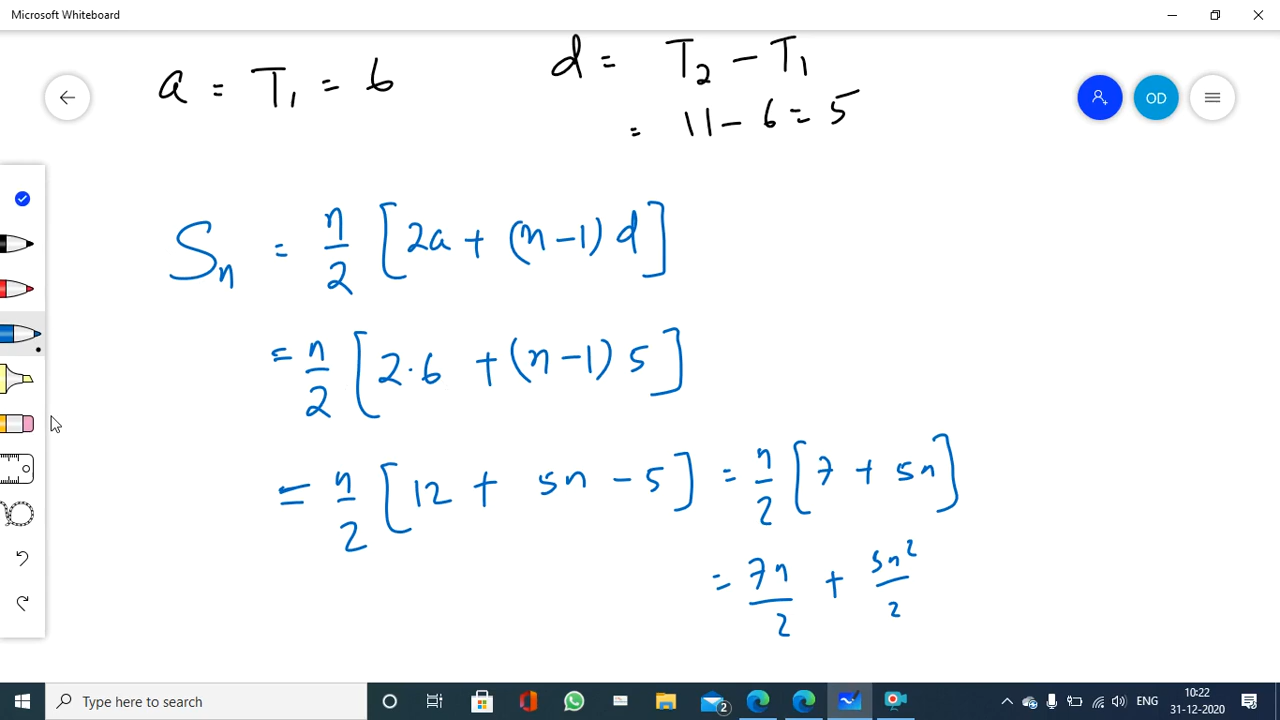 Microsoft Whiteboard
a = T₁ = 6
d = T₂ − T₁
= 11 − 6 = 5
OD
Sₙ = n/2 [2a + (n−1) d]
= n/2 [2·6 + (n−1) 5]
= n/2 [12 + 5n − 5] = n/2 [7 + 5n]
= 7n/2 + 5n²/2
Type here to search
2
ENG
10:22
31-12-2020